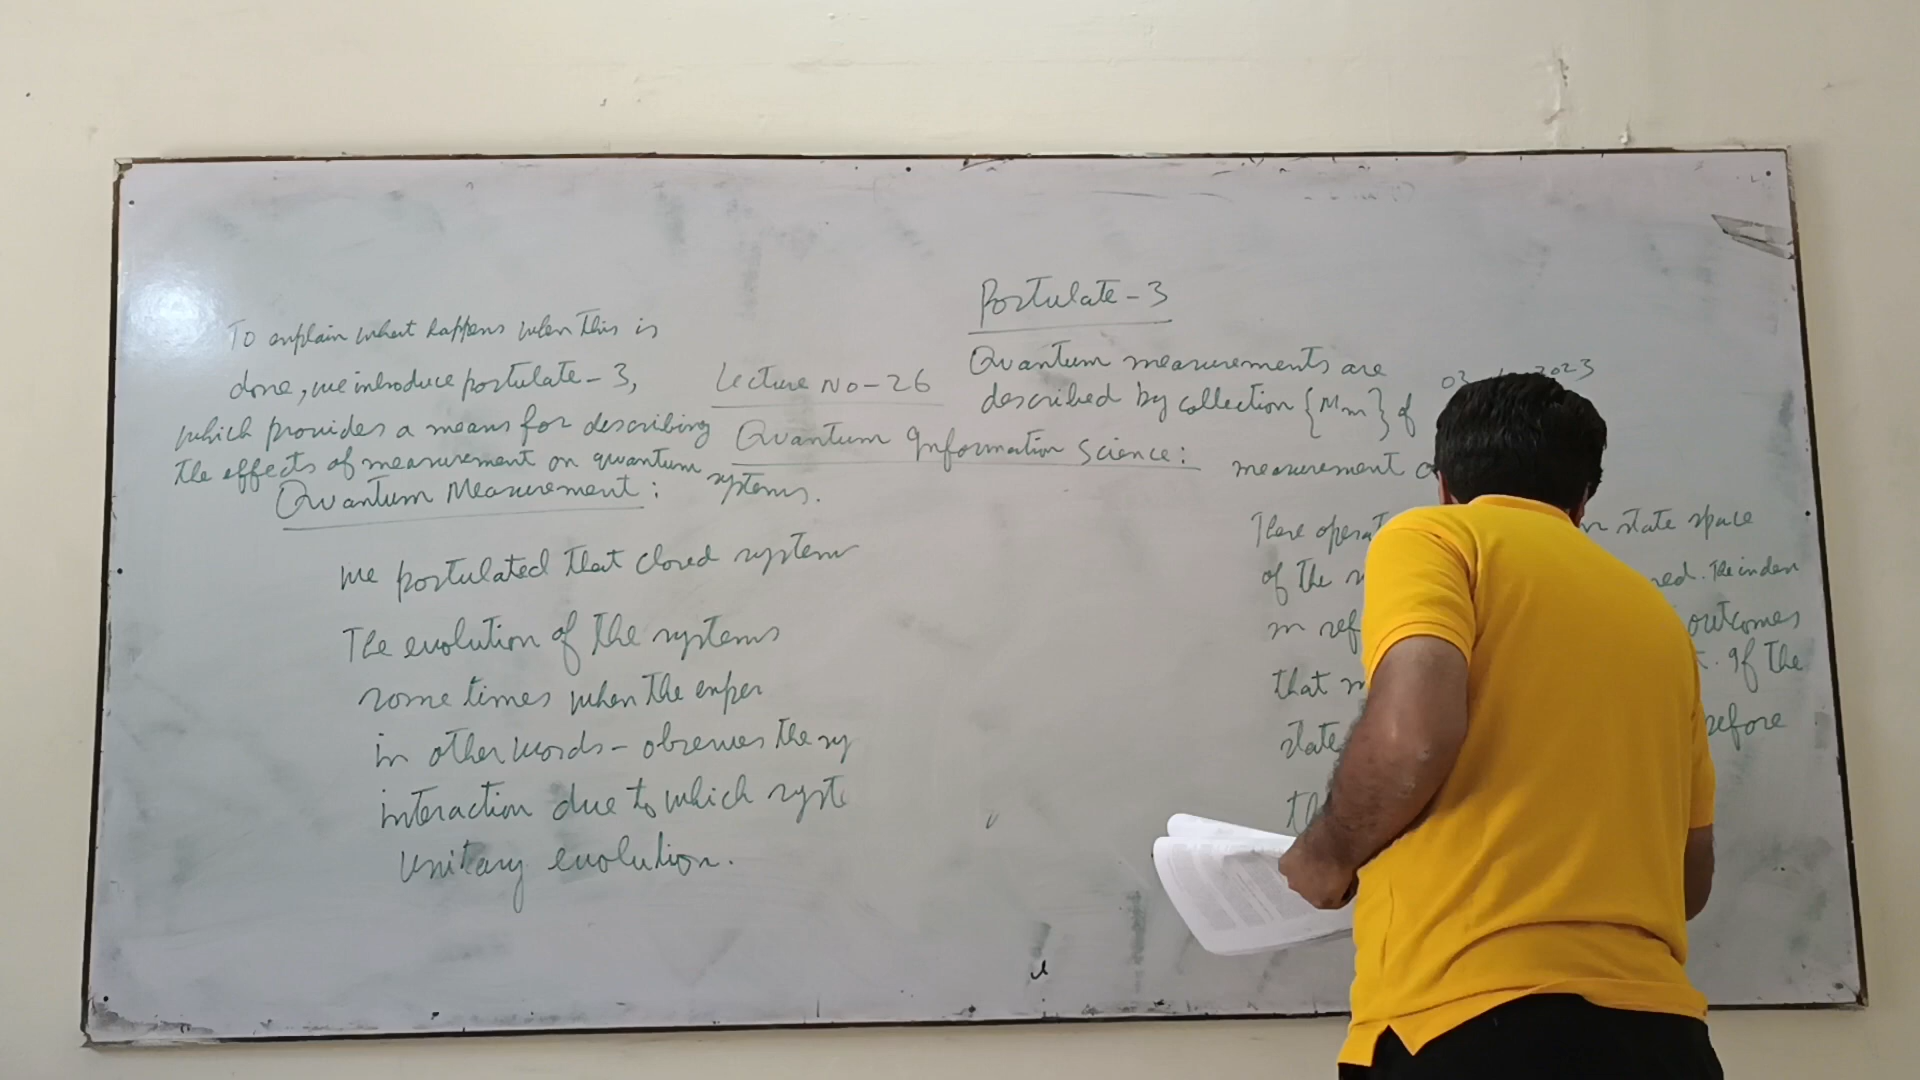 To explain what happens when this is
done, we introduce postulate - 3,
which provides a means for describing
the effects of measurement on quantum systems.
Lecture No - 26
Quantum Information Science:
Quantum Measurement:
We postulated that closed system
The evolution of the systems
some times when the exper
in other words - observes the sy
interaction due to which syste
unitary evolution.
Postulate - 3
Quantum measurements are
described by collection {Mm} of
03 2023
measurement
These state space
of the The index
m outcomes
that If the
state before